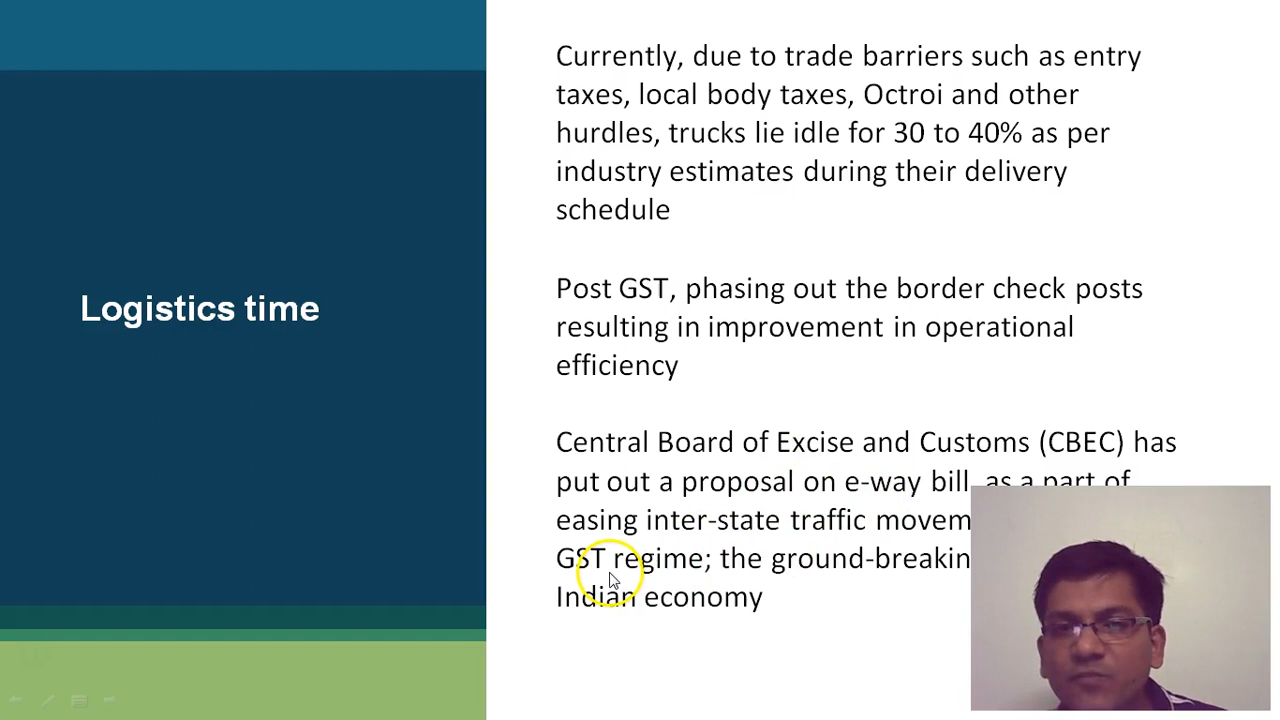 Logistics time
Currently, due to trade barriers such as entry
taxes, local body taxes, Octroi and other
hurdles, trucks lie idle for 30 to 40% as per
industry estimates during their delivery
schedule
Post GST, phasing out the border check posts
resulting in improvement in operational
efficiency
Central Board of Excise and Customs (CBEC) has
put out a proposal on e-way bill, as a part of
easing inter-state traffic
GST regime; the
Indian economy